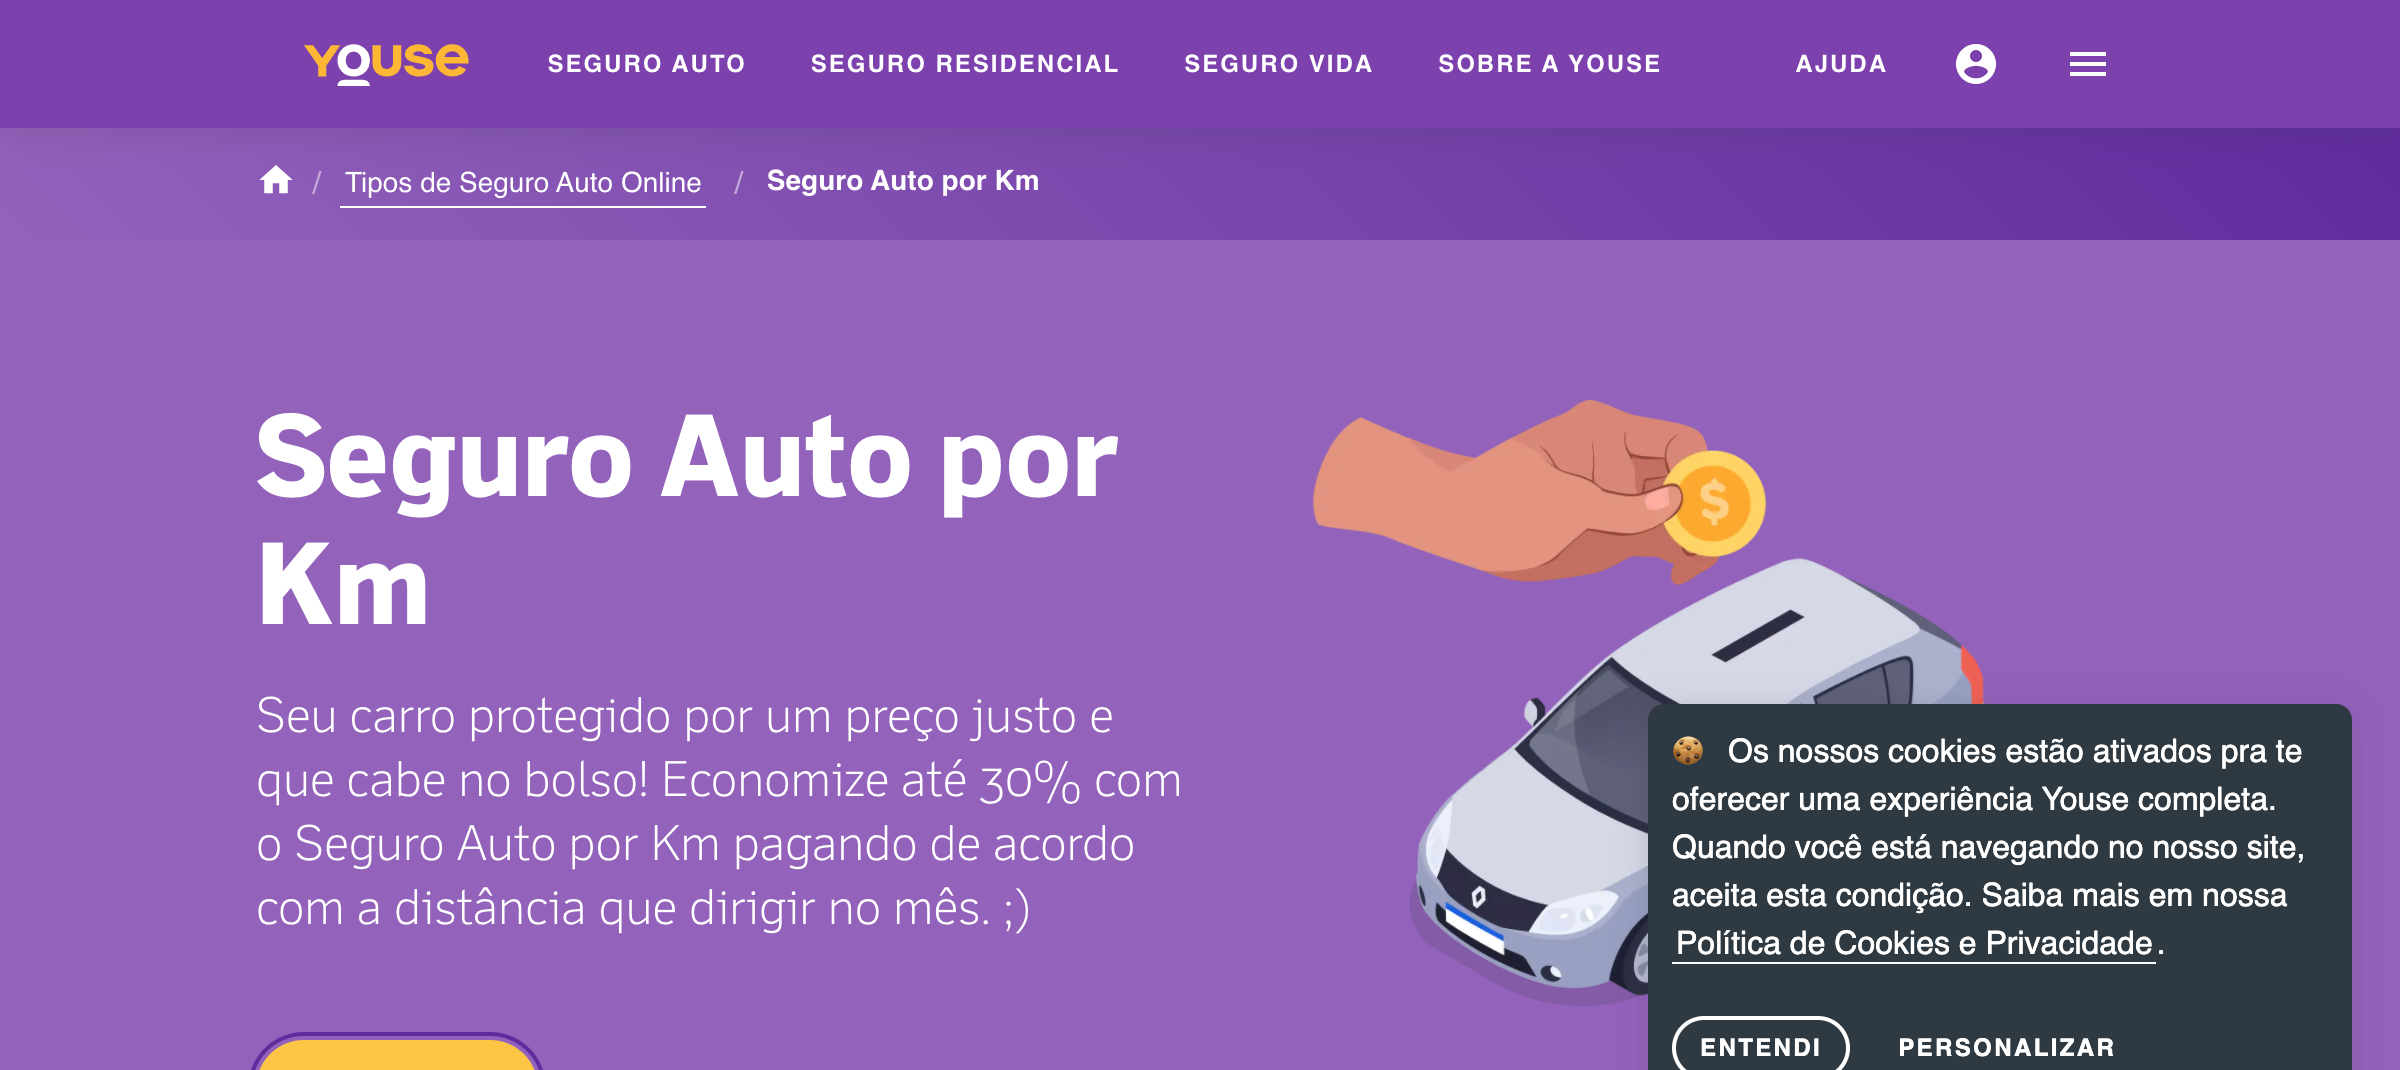 Youse SEGURO AUTO SEGURO RESIDENCIAL SEGURO VIDA SOBRE A YOUSE AJUDA
/ Tipos de Seguro Auto Online / Seguro Auto por Km
Seguro Auto por
Km
Seu carro protegido por um preço justo e
que cabe no bolso! Economize até 30% com
o Seguro Auto por Km pagando de acordo
com a distância que dirigir no mês. ;)
$
Os nossos cookies estão ativados pra te
oferecer uma experiência Youse completa.
Quando você está navegando no nosso site,
aceita esta condição. Saiba mais em nossa
Política de Cookies e Privacidade.
ENTENDI PERSONALIZAR